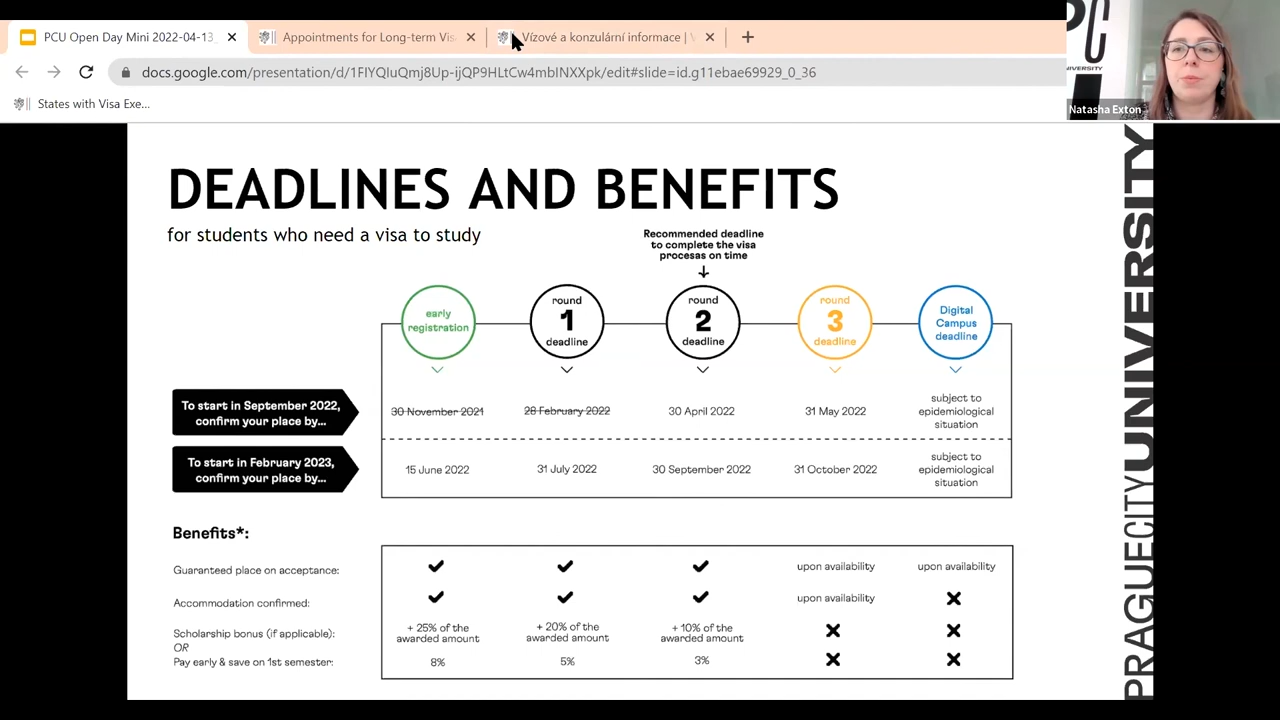 PCU Open Day Mini 2022-04-13_
Appointments for Long-term Visa
Vízové a konzulární informace | V
docs.google.com/presentation/d/
/edit#slide=id.g11ebae69929_0_36
States with Visa Exe...
UNIVERSITY
Natasha Exton
DEADLINES AND BENEFITS
for students who need a visa to study
Recommended deadline
to complete the visa
procesas on time
early
registration
round
1
deadline
round
2
deadline
round
3
deadline
Digital
Campus
deadline
To start in September 2022,
confirm your place by...
30 November 2021
28 February 2022
30 April 2022
31 May 2022
subject to
epidemiological
situation
To start in February 2023,
confirm your place by...
15 June 2022
31 July 2022
30 September 2022
31 October 2022
subject to
epidemiological
situation
Benefits*:
Guaranteed place on acceptance:
upon availability
upon availability
Accommodation confirmed:
upon availability
Scholarship bonus (if applicable):
+ 25% of the
awarded amount
+ 20% of the
awarded amount
+ 10% of the
awarded amount
OR
Pay early & save on 1st semester:
8%
5%
3%
PRAGUECITYUNIVERSITY